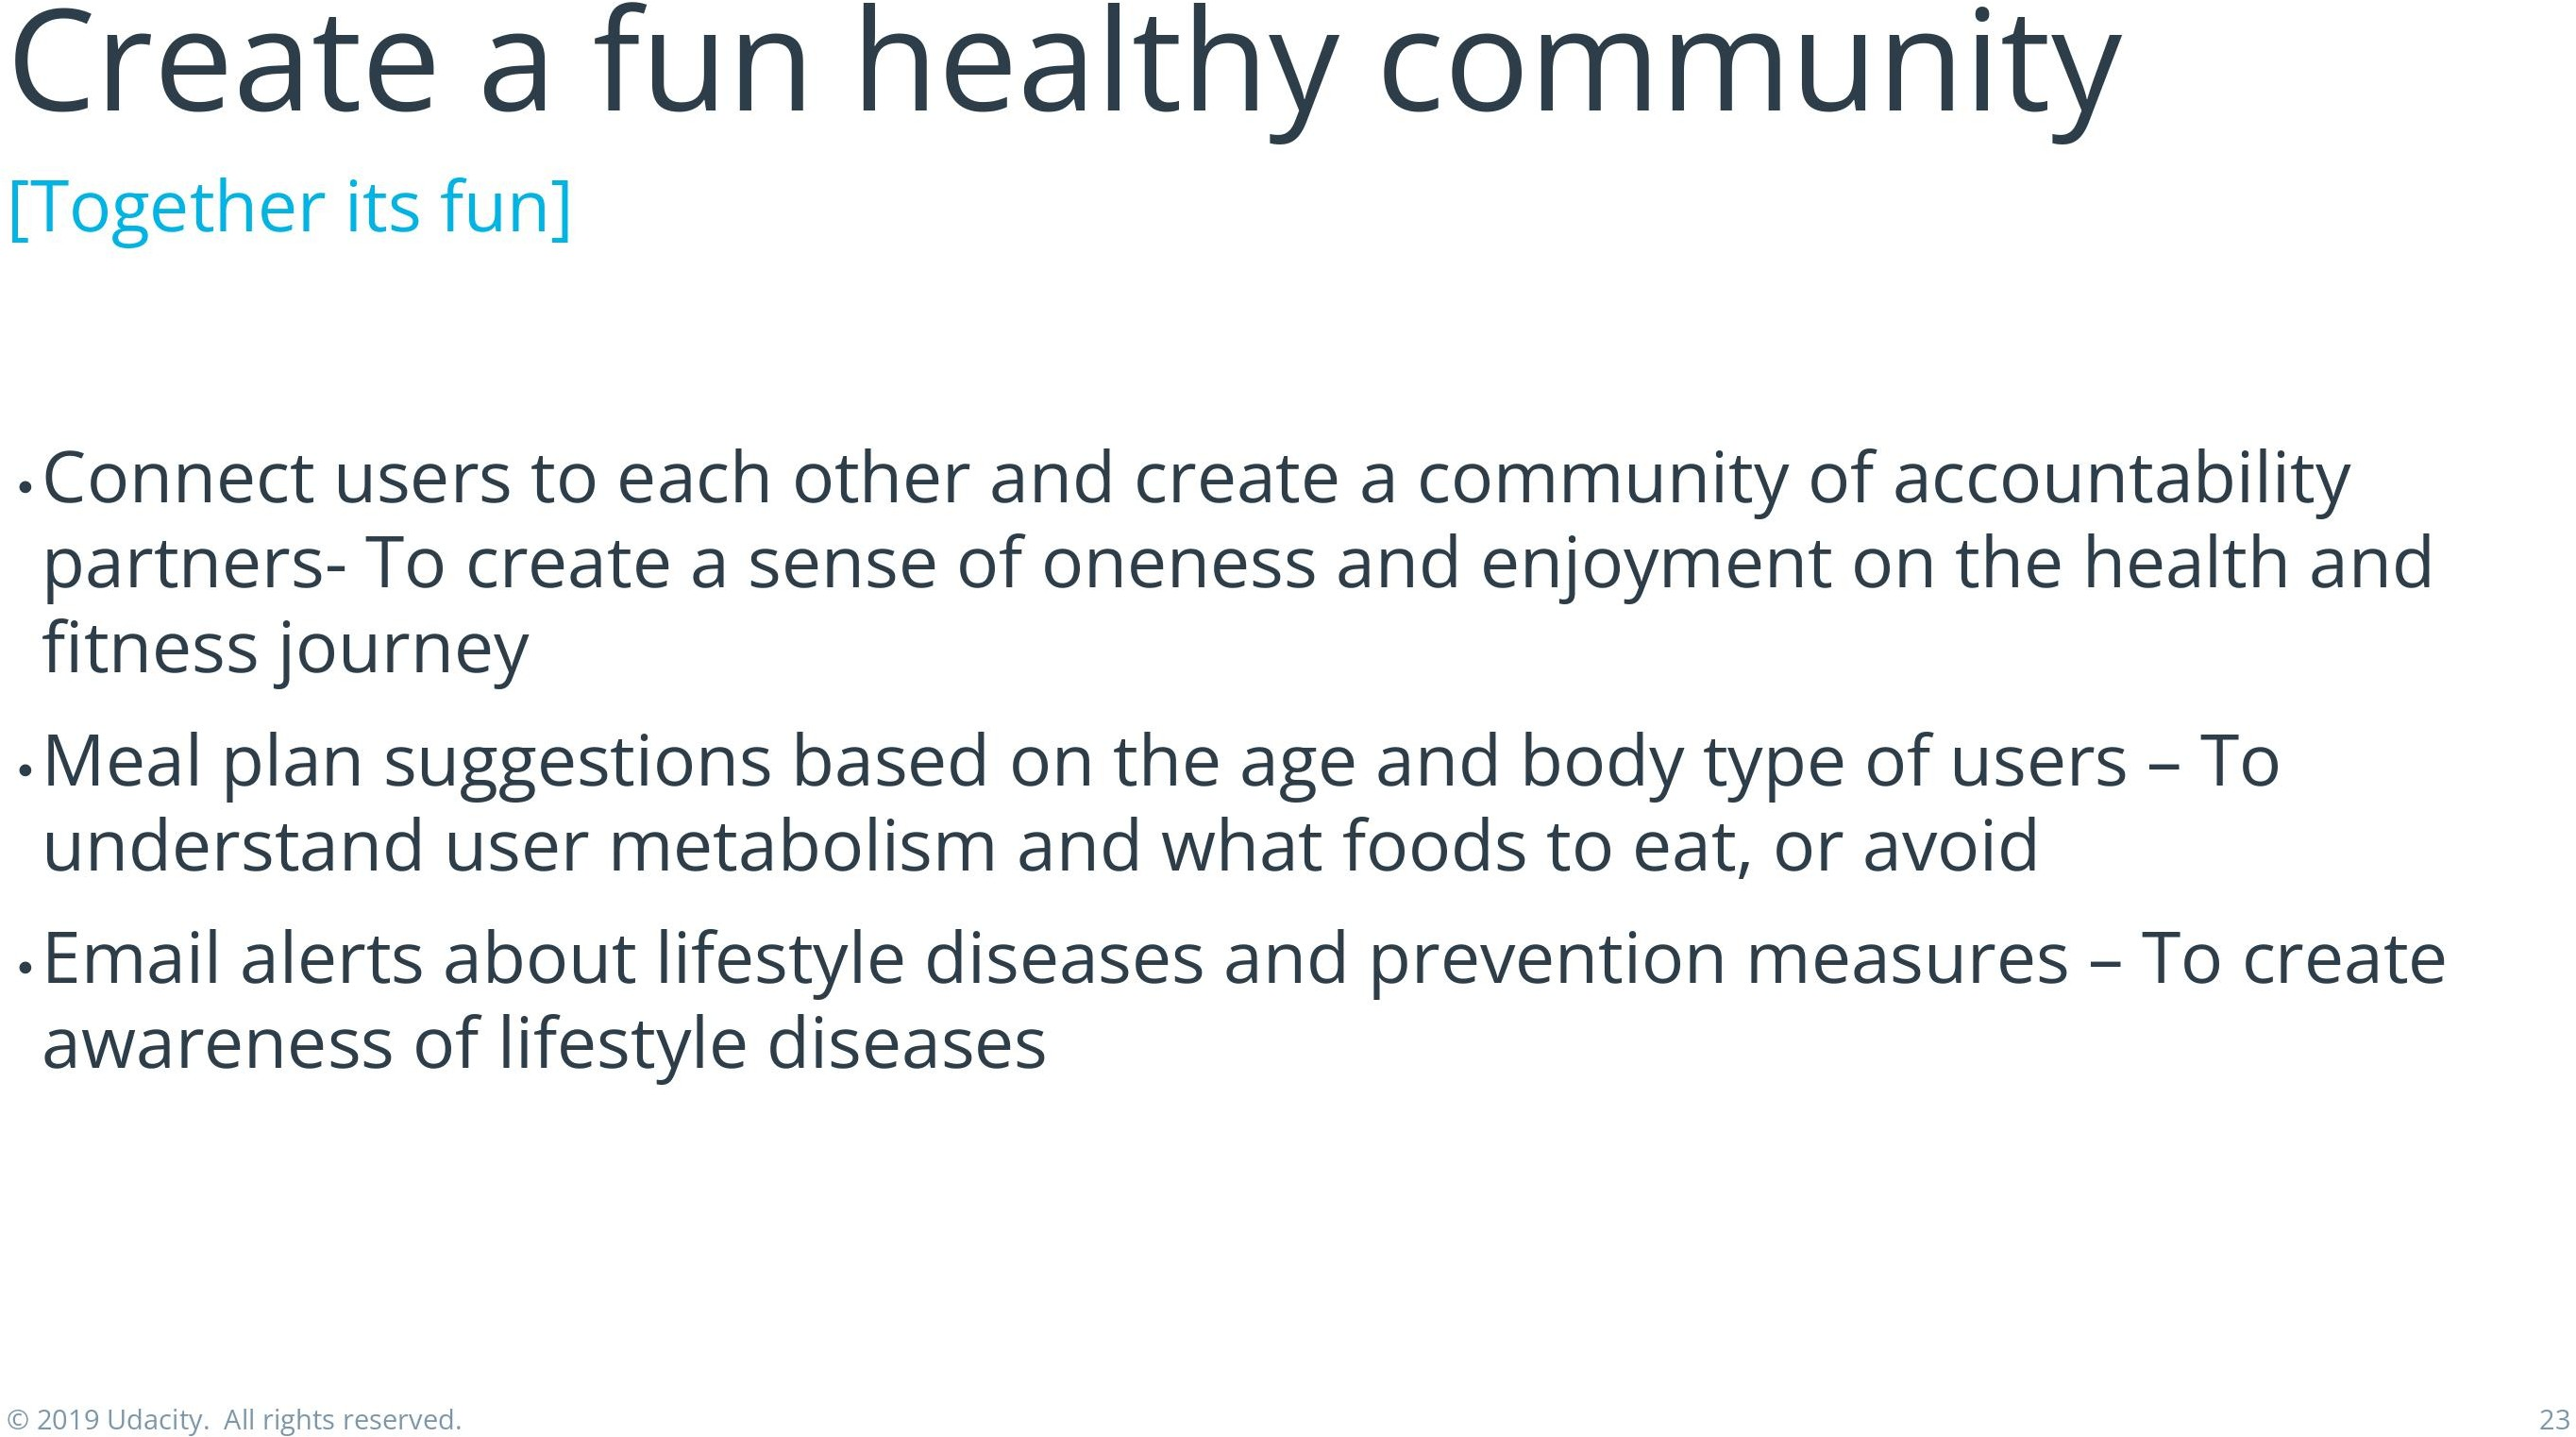 Create a fun healthy community
[Together its fun]
• Connect users to each other and create a community of accountability
partners- To create a sense of oneness and enjoyment on the health and
fitness journey
• Meal plan suggestions based on the age and body type of users – To
understand user metabolism and what foods to eat, or avoid
• Email alerts about lifestyle diseases and prevention measures – To create
awareness of lifestyle diseases
© 2019 Udacity.  All rights reserved.
23